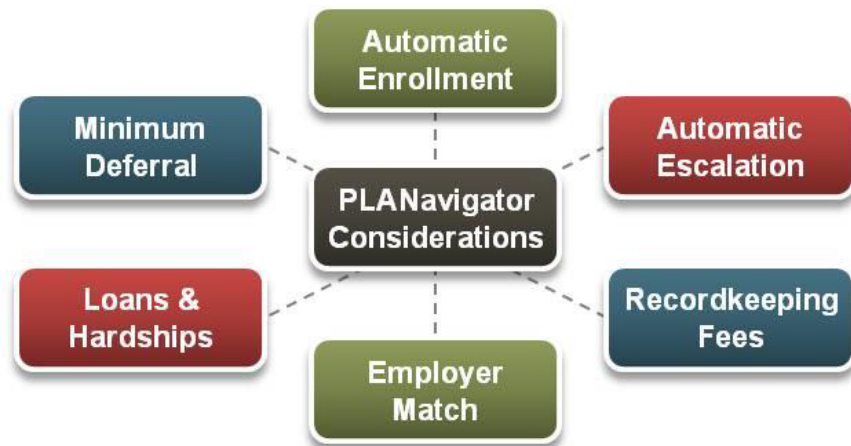 Automatic
Enrollment
Minimum
Deferral
Automatic
Escalation
PLANavigator
Considerations
Loans &
Hardships
Recordkeeping
Fees
Employer
Match